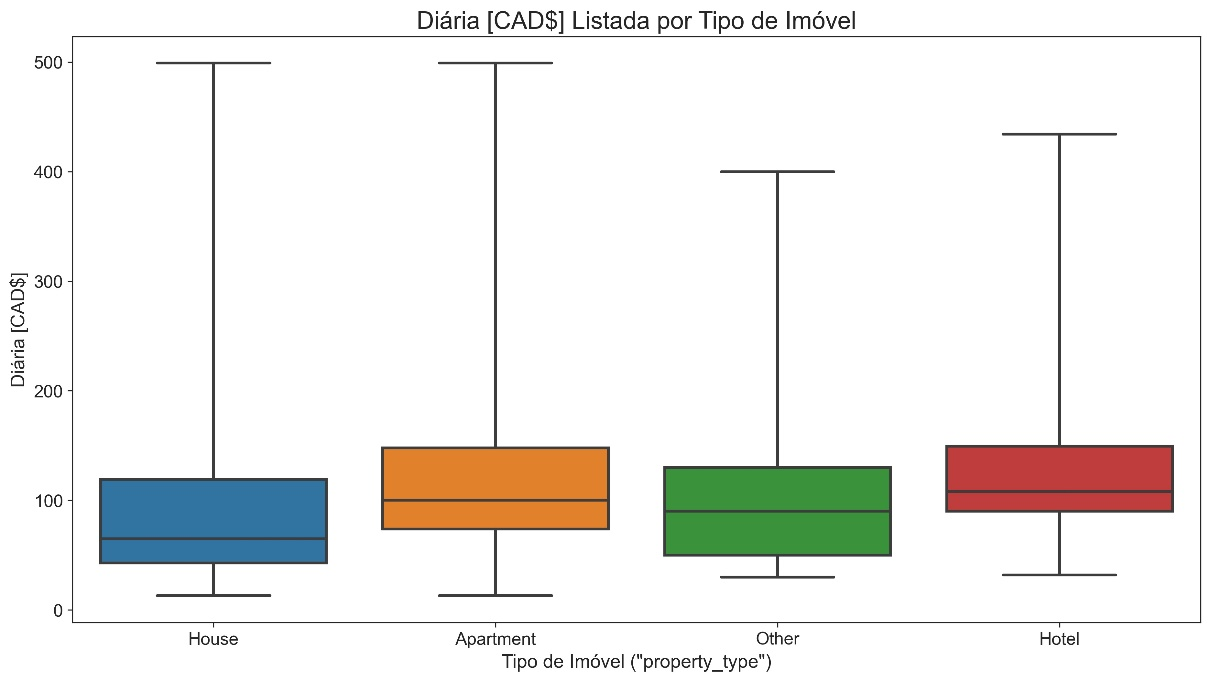 Diária [CAD$] Listada por Tipo de Imóvel
500
400
300
200
100
0
Diária [CAD$]
House
Apartment
Other
Hotel
Tipo de Imóvel ("property_type")